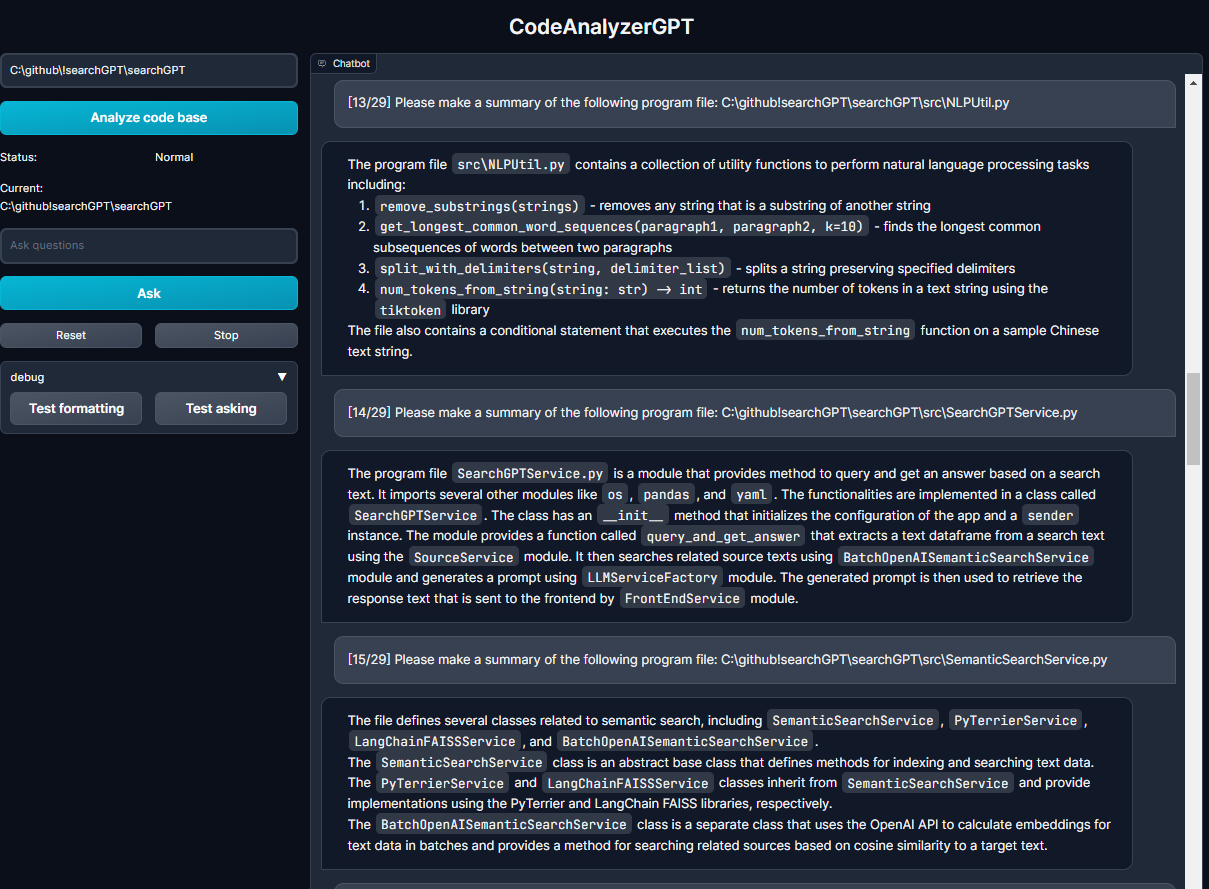 CodeAnalyzerGPT
C:\github\!searchGPT\searchGPT
Analyze code base
Status: Normal
Current:
C:\github!searchGPT\searchGPT
Ask questions
Ask
Reset Stop
debug ▼
Test formatting Test asking
Chatbot
[13/29] Please make a summary of the following program file: C:\github!searchGPT\searchGPT\src\NLPUtil.py
The program file src\NLPUtil.py contains a collection of utility functions to perform natural language processing tasks
including:
1. remove_substrings(strings) - removes any string that is a substring of another string
2. get_longest_common_word_sequences(paragraph1, paragraph2, k=10) - finds the longest common
subsequences of words between two paragraphs
3. split_with_delimiters(string, delimiter_list) - splits a string preserving specified delimiters
4. num_tokens_from_string(string: str) -> int - returns the number of tokens in a text string using the
tiktoken library
The file also contains a conditional statement that executes the num_tokens_from_string function on a sample Chinese
text string.
[14/29] Please make a summary of the following program file: C:\github!searchGPT\searchGPT\src\SearchGPTService.py
The program file SearchGPTService.py is a module that provides method to query and get an answer based on a search
text. It imports several other modules like os, pandas, and yaml. The functionalities are implemented in a class called
SearchGPTService. The class has an __init__ method that initializes the configuration of the app and a sender
instance. The module provides a function called query_and_get_answer that extracts a text dataframe from a search text
using the SourceService module. It then searches related source texts using BatchOpenAISemanticSearchService
module and generates a prompt using LLMServiceFactory module. The generated prompt is then used to retrieve the
response text that is sent to the frontend by FrontEndService module.
[15/29] Please make a summary of the following program file: C:\github!searchGPT\searchGPT\src\SemanticSearchService.py
The file defines several classes related to semantic search, including SemanticSearchService, PyTerrierService,
LangChainFAISSService, and BatchOpenAISemanticSearchService.
The SemanticSearchService class is an abstract base class that defines methods for indexing and searching text data.
The PyTerrierService and LangChainFAISSService classes inherit from SemanticSearchService and provide
implementations using the PyTerrier and LangChain FAISS libraries, respectively.
The BatchOpenAISemanticSearchService class is a separate class that uses the OpenAI API to calculate embeddings for
text data in batches and provides a method for searching related sources based on cosine similarity to a target text.